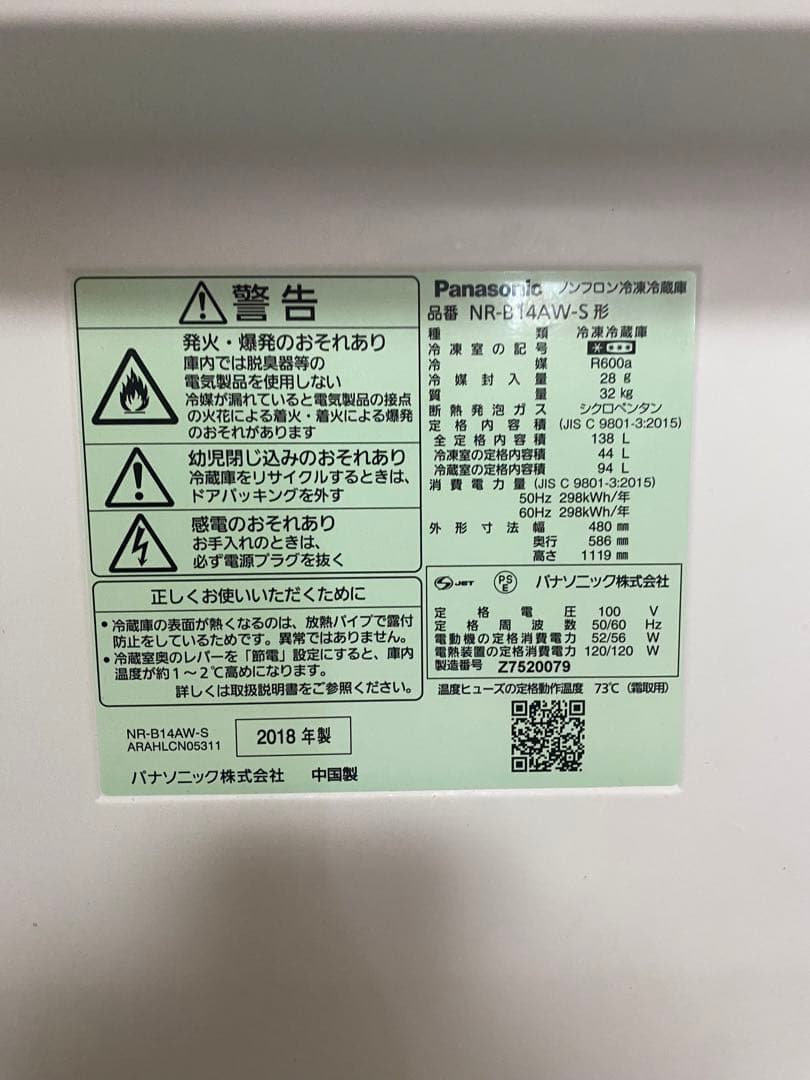 警告
発火・爆発のおそれあり
庫内では脱臭器等の
電気製品を使用しない
冷媒が漏れていると電気製品の接点
の火花による着火・着火による爆発
のおそれがあります
幼児閉じ込みのおそれあり
冷蔵庫をリサイクルするときは、
ドアパッキングを外す
感電のおそれあり
お手入れのときは、
必ず電源プラグを抜く
正しくお使いいただくために
• 冷蔵庫の表面が熱くなるのは、放熱パイプで露付
防止をしているためです。異常ではありません。
• 冷蔵室奥のレバーを「節電」設定にすると、庫内
温度が約1~2℃高めになります。
詳しくは取扱説明書をご参照ください。
NR-B14AW-S
ARAHLCN05311
2018 年製
パナソニック株式会社 中国製
Panasonic ノンフロン冷凍冷蔵庫
品番 NR-B14AW-S形
種類 冷凍冷蔵庫
冷凍室の記号
冷媒 R600a
冷媒封入量 28 g
質量 32 kg
断熱発泡ガス シクロペンタン
定格内容積 (JIS C 9801-3:2015)
全定格内容積 138 L
冷凍室の定格内容積 44 L
冷蔵室の定格内容積 94 L
消費電力量 (JIS C 9801-3:2015)
50Hz 298kWh/年
60Hz 298kWh/年
外形寸法 幅 480 mm
奥行 586 mm
高さ 1119 mm
S JET PS E パナソニック株式会社
定格電圧 100 V
定格周波数 50/60 Hz
電動機の定格消費電力 52/56 W
電熱装置の定格消費電力 120/120 W
製造番号 Z7520079
温度ヒューズの定格動作温度 73℃(霜取用)